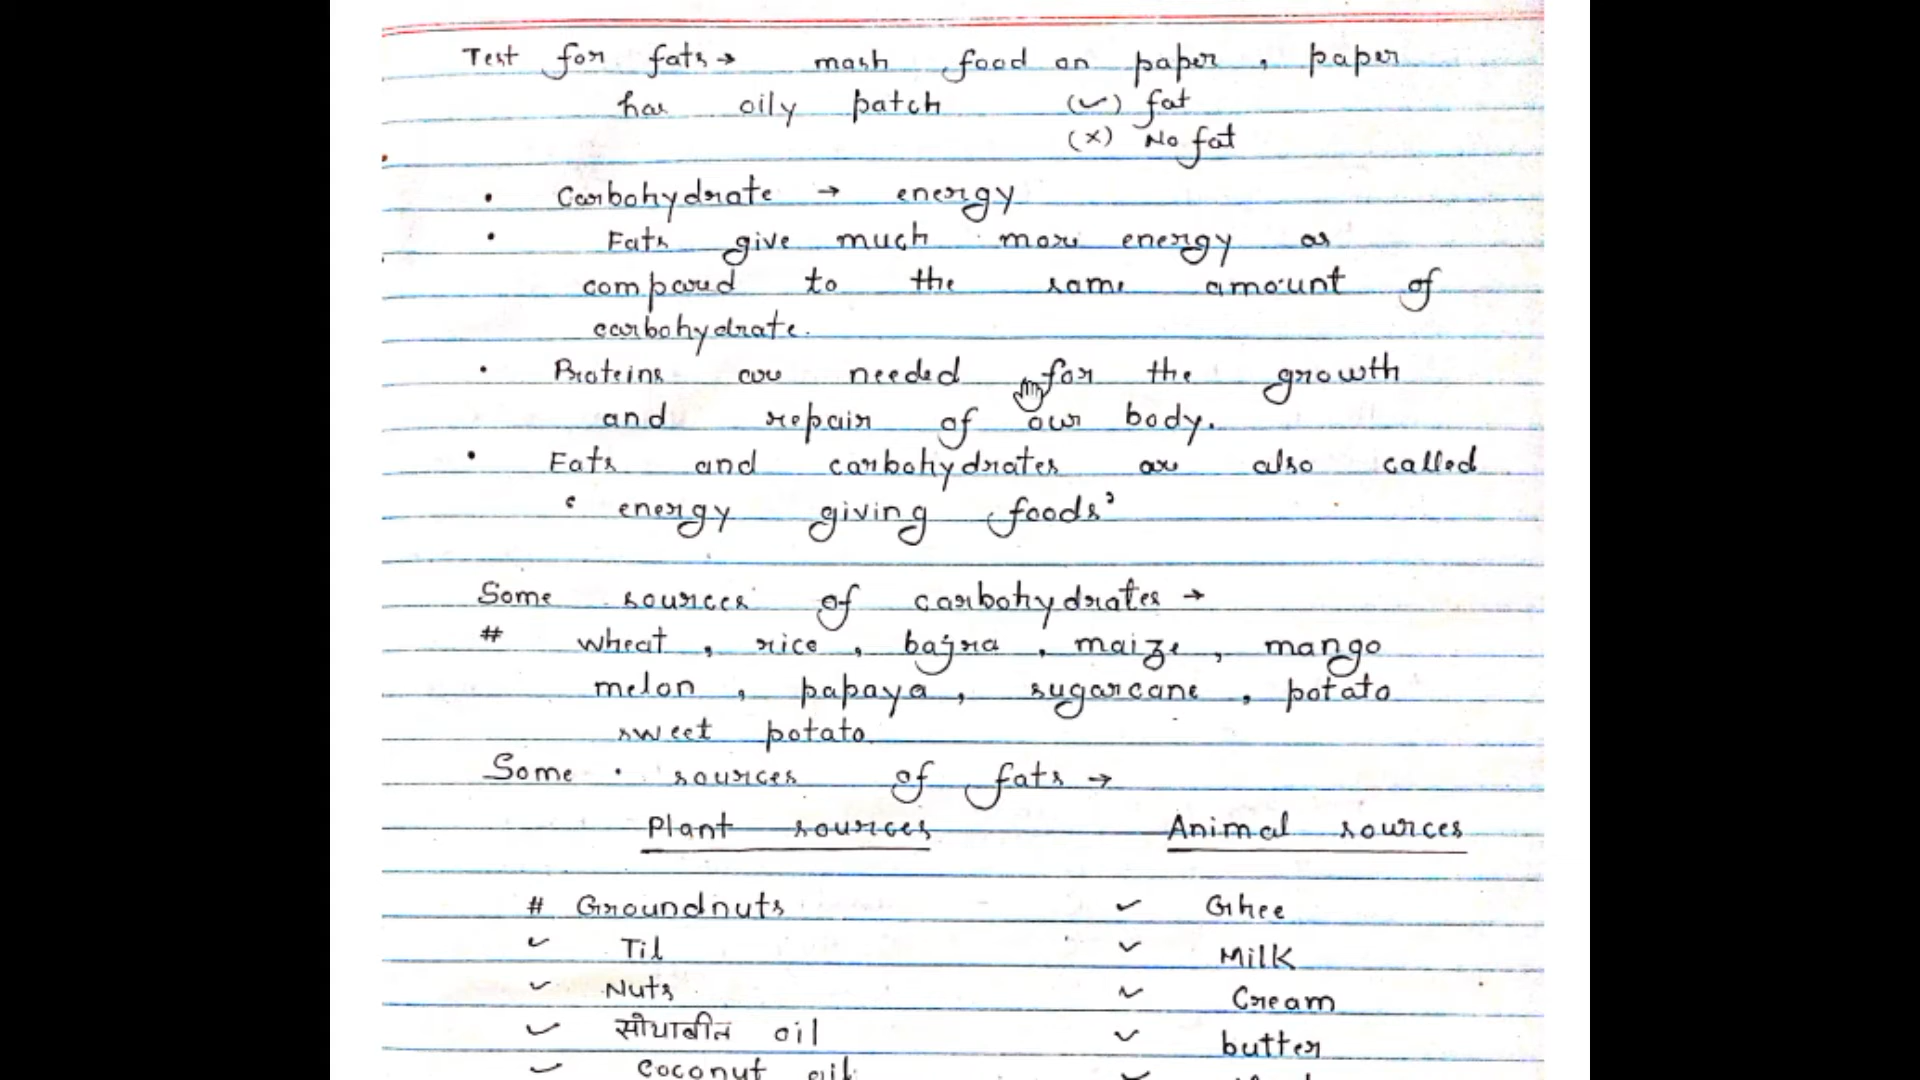 Test for fats → mash food on paper, paper
has oily patch (✓) fat
(×) No fat
• Carbohydrate → energy
• Fats give much more energy as
compared to the same amount of
carbohydrate.
• Proteins are needed for the growth
and repair of our body.
• Fats and carbohydrates are also called
‘energy giving foods’
Some sources of carbohydrates →
# wheat, rice, bajra, maize, mango
melon, papaya, sugarcane, potato
sweet potato
Some sources of fats →
Plant sources Animal sources
# Groundnuts ✓ Ghee
✓ Til ✓ Milk
✓ Nuts ✓ Cream
✓ सोयाबीन oil ✓ butter
✓ Coconut oil